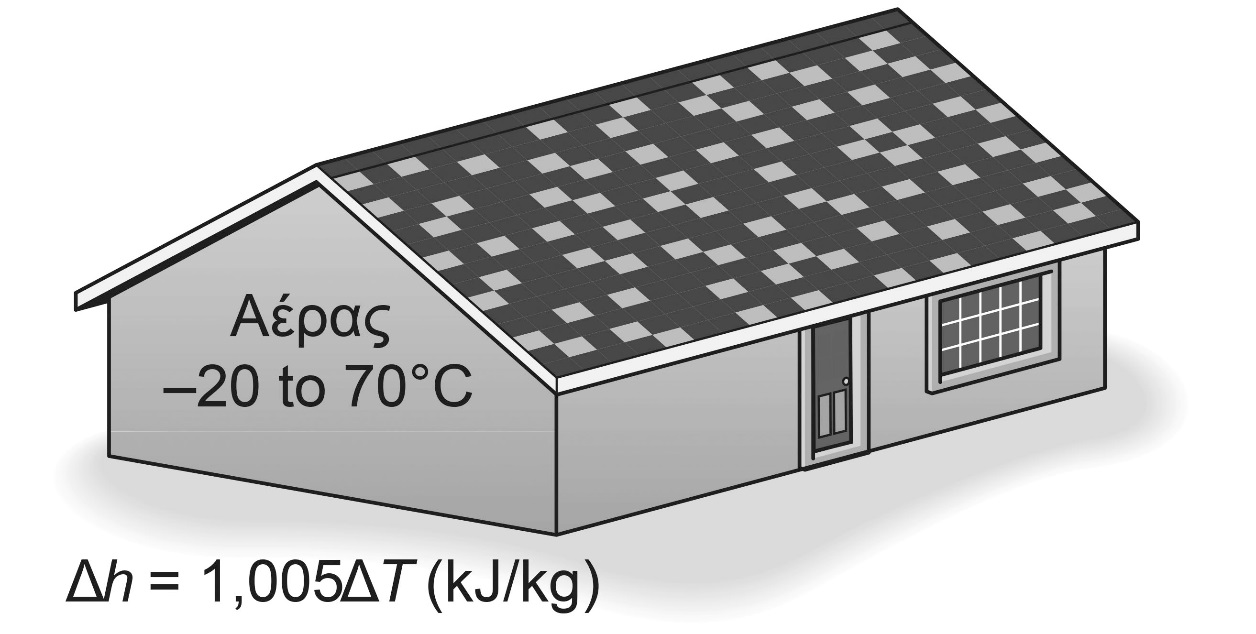 Αέρας
–20 to 70°C
Δh = 1,005ΔT (kJ/kg)